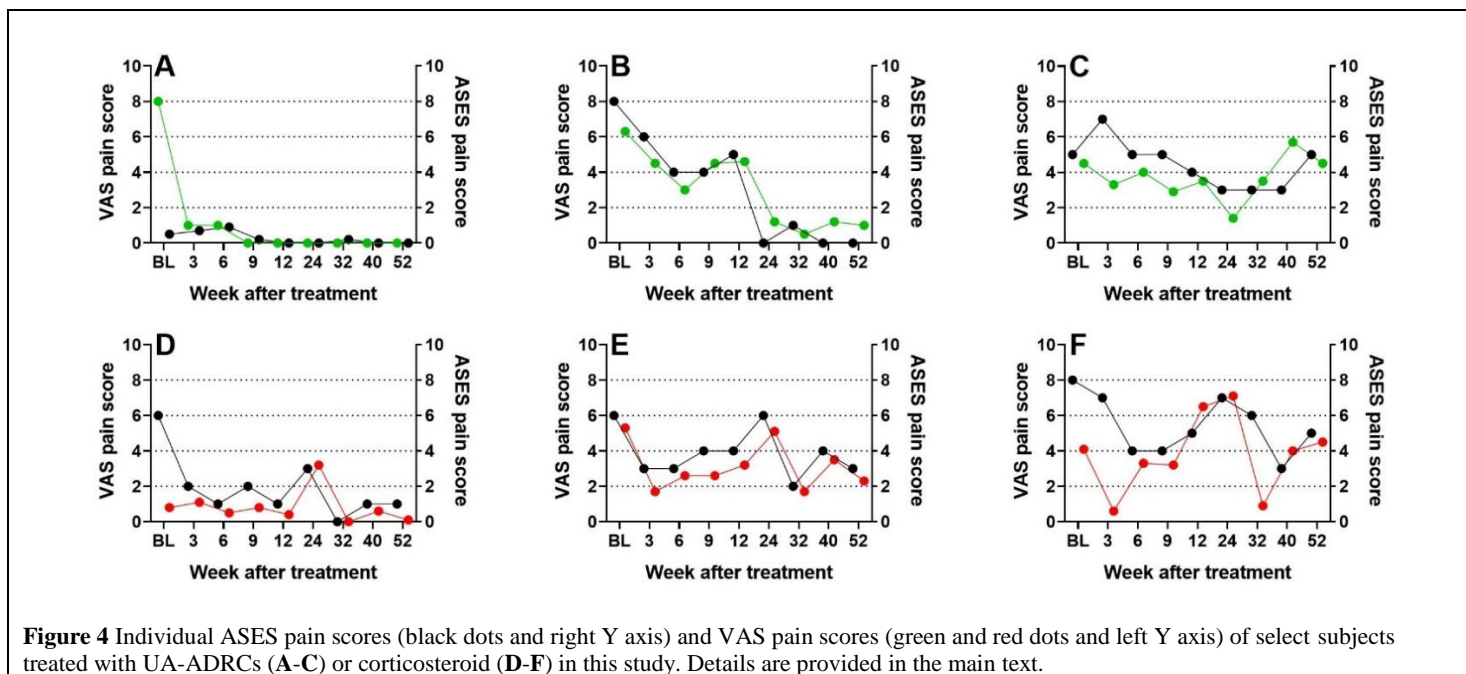 A
B
C
10
8
6
4
2
0
VAS pain score
10
8
6
4
2
0
ASES pain score
BL 3 6 9 12 24 32 40 52
Week after treatment
10
8
6
4
2
0
VAS pain score
10
8
6
4
2
0
ASES pain score
BL 3 6 9 12 24 32 40 52
Week after treatment
10
8
6
4
2
0
VAS pain score
10
8
6
4
2
0
ASES pain score
BL 3 6 9 12 24 32 40 52
Week after treatment
D
E
F
10
8
6
4
2
0
VAS pain score
10
8
6
4
2
0
ASES pain score
BL 3 6 9 12 24 32 40 52
Week after treatment
10
8
6
4
2
0
VAS pain score
10
8
6
4
2
0
ASES pain score
BL 3 6 9 12 24 32 40 52
Week after treatment
10
8
6
4
2
0
VAS pain score
10
8
6
4
2
0
ASES pain score
BL 3 6 9 12 24 32 40 52
Week after treatment
Figure 4 Individual ASES pain scores (black dots and right Y axis) and VAS pain scores (green and red dots and left Y axis) of select subjects
treated with UA-ADRCs (A-C) or corticosteroid (D-F) in this study. Details are provided in the main text.